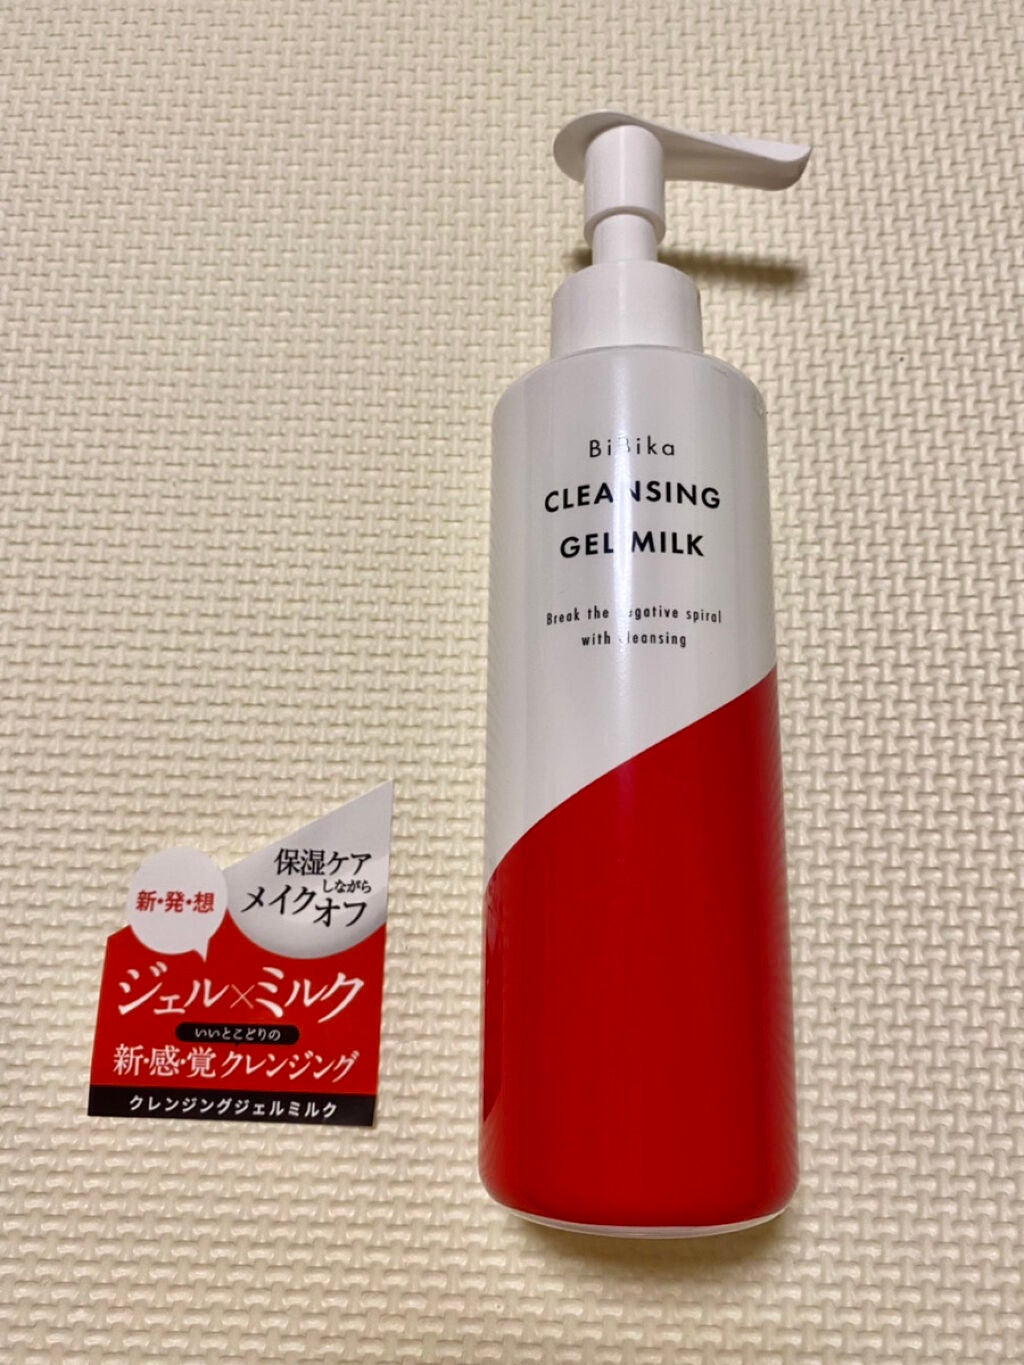 BiBika
CLEANSING
GEL MILK
Break the negative spiral
with cleansing
保湿ケア
しながら
メイクオフ
新・発・想
ジェル×ミルク
いいとこどりの
新・感・覚クレンジング
クレンジングジェルミルク